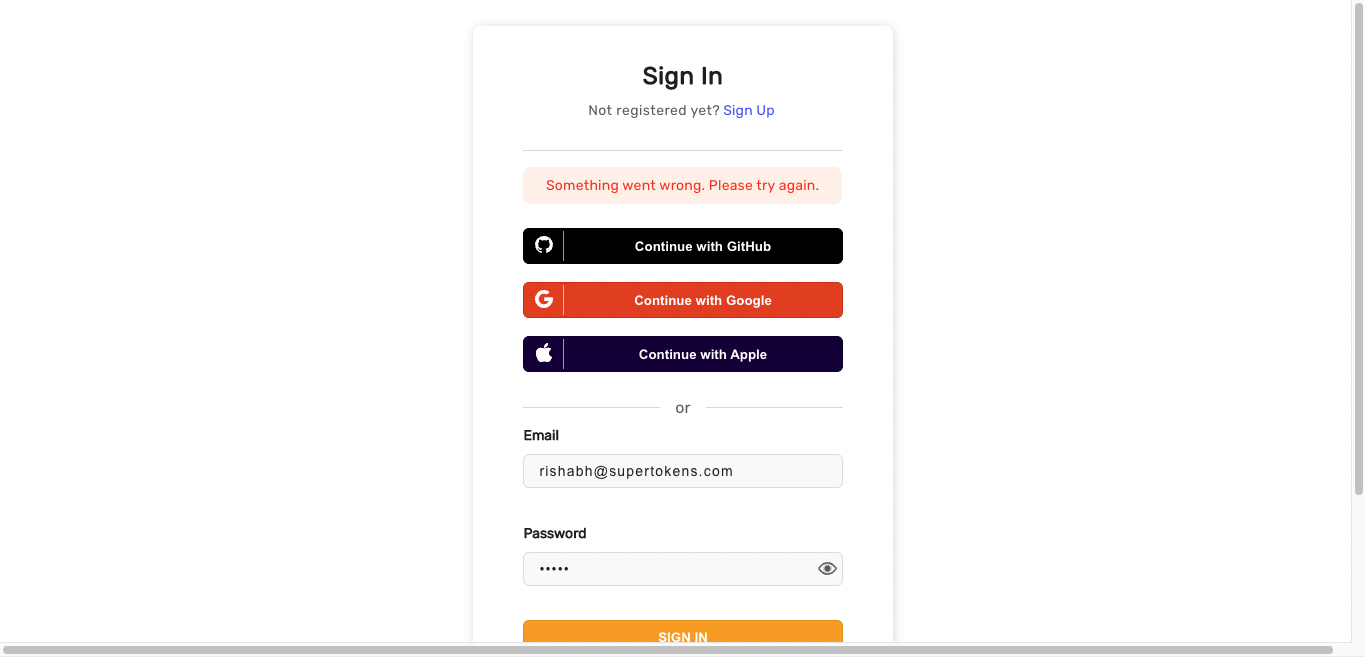 Sign In
Not registered yet? Sign Up
Something went wrong. Please try again.
Continue with GitHub
Continue with Google
Continue with Apple
or
Email
rishabh@supertokens.com
Password
•••••
SIGN IN